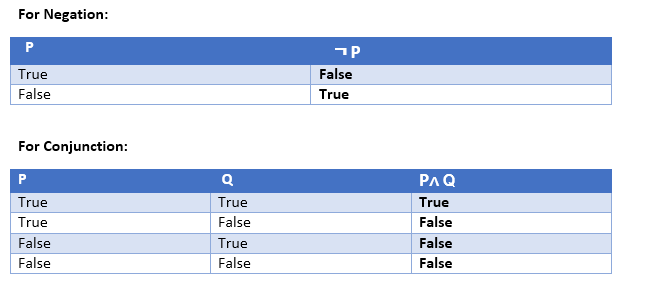 For Negation:
P ¬ P
True False
False True
For Conjunction:
P Q P∧ Q
True True True
True False False
False True False
False False False